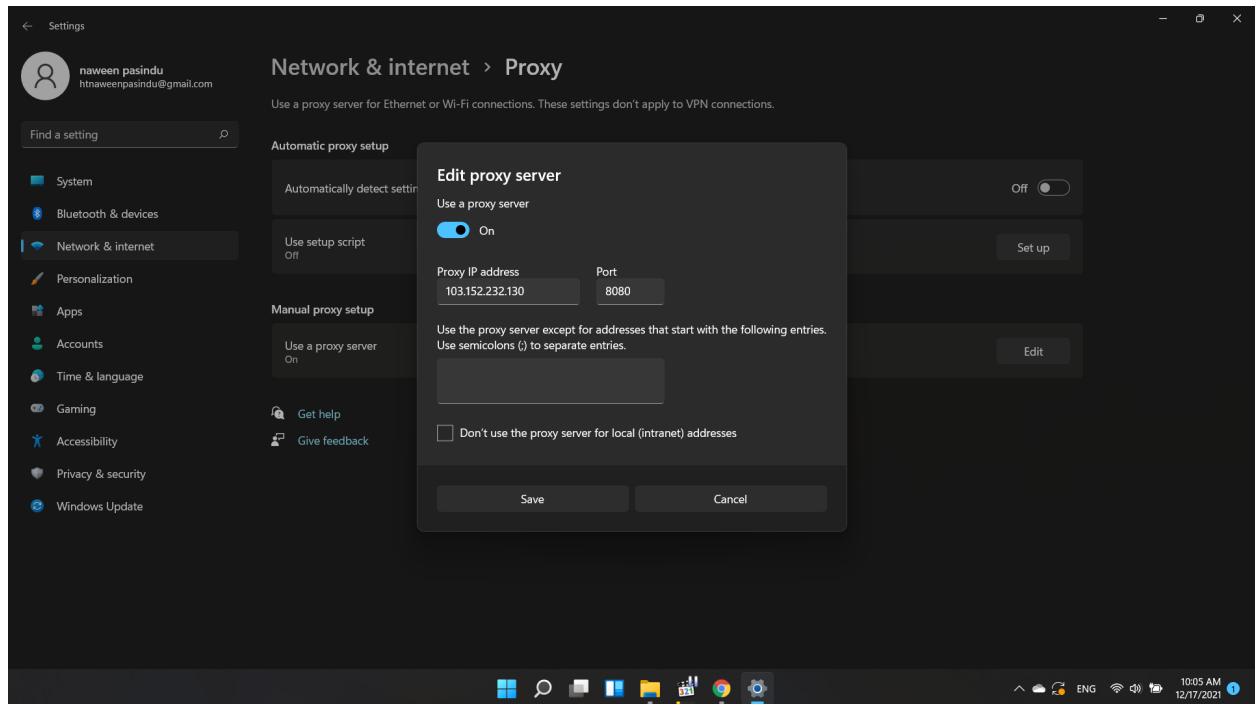 Settings
naween pasindu
htnaweenpasindu@gmail.com
Find a setting
System
Bluetooth & devices
Network & internet
Personalization
Apps
Accounts
Time & language
Gaming
Accessibility
Privacy & security
Windows Update
Network & internet > Proxy
Use a proxy server for Ethernet or Wi-Fi connections. These settings don't apply to VPN connections.
Automatic proxy setup
Automatically detect settin
Off
Use setup script
Off
Set up
Manual proxy setup
Use a proxy server
On
Edit
Get help
Give feedback
Edit proxy server
Use a proxy server
On
Proxy IP address Port
103.152.232.130 8080
Use the proxy server except for addresses that start with the following entries.
Use semicolons (;) to separate entries.
Don't use the proxy server for local (intranet) addresses
Save Cancel
ENG
10:05 AM
12/17/2021
1